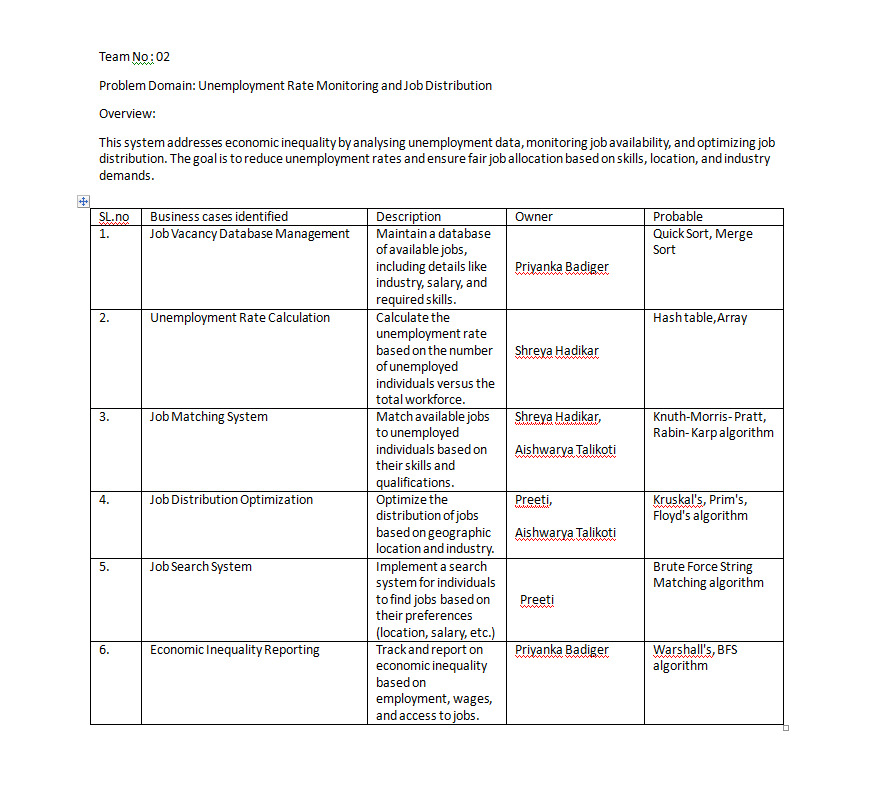 Team No : 02
Problem Domain: Unemployment Rate Monitoring and Job Distribution
Overview:
This system addresses economic inequality by analysing unemployment data, monitoring job availability, and optimizing job
distribution. The goal is to reduce unemployment rates and ensure fair job allocation based on skills, location, and industry
demands.
SL.no Business cases identified Description Owner Probable
1. Job Vacancy Database Management Maintain a database Quick Sort, Merge
of available jobs, Sort
including details like Priyanka Badiger
industry, salary, and
required skills.
2. Unemployment Rate Calculation Calculate the Hash table,Array
unemployment rate
based on the number Shreya Hadikar
of unemployed
individuals versus the
total workforce.
3. Job Matching System Match available jobs Shreya Hadikar, Knuth-Morris- Pratt,
to unemployed Rabin- Karp algorithm
individuals based on Aishwarya Talikoti
their skills and
qualifications.
4. Job Distribution Optimization Optimize the Preeti, Kruskal's, Prim's,
distribution of jobs Floyd's algorithm
based on geographic Aishwarya Talikoti
location and industry.
5. Job Search System Implement a search Brute Force String
system for individuals Matching algorithm
to find jobs based on Preeti
their preferences
(location, salary, etc.)
6. Economic Inequality Reporting Track and report on Priyanka Badiger Warshall's, BFS
economic inequality algorithm
based on
employment, wages,
and access to jobs.